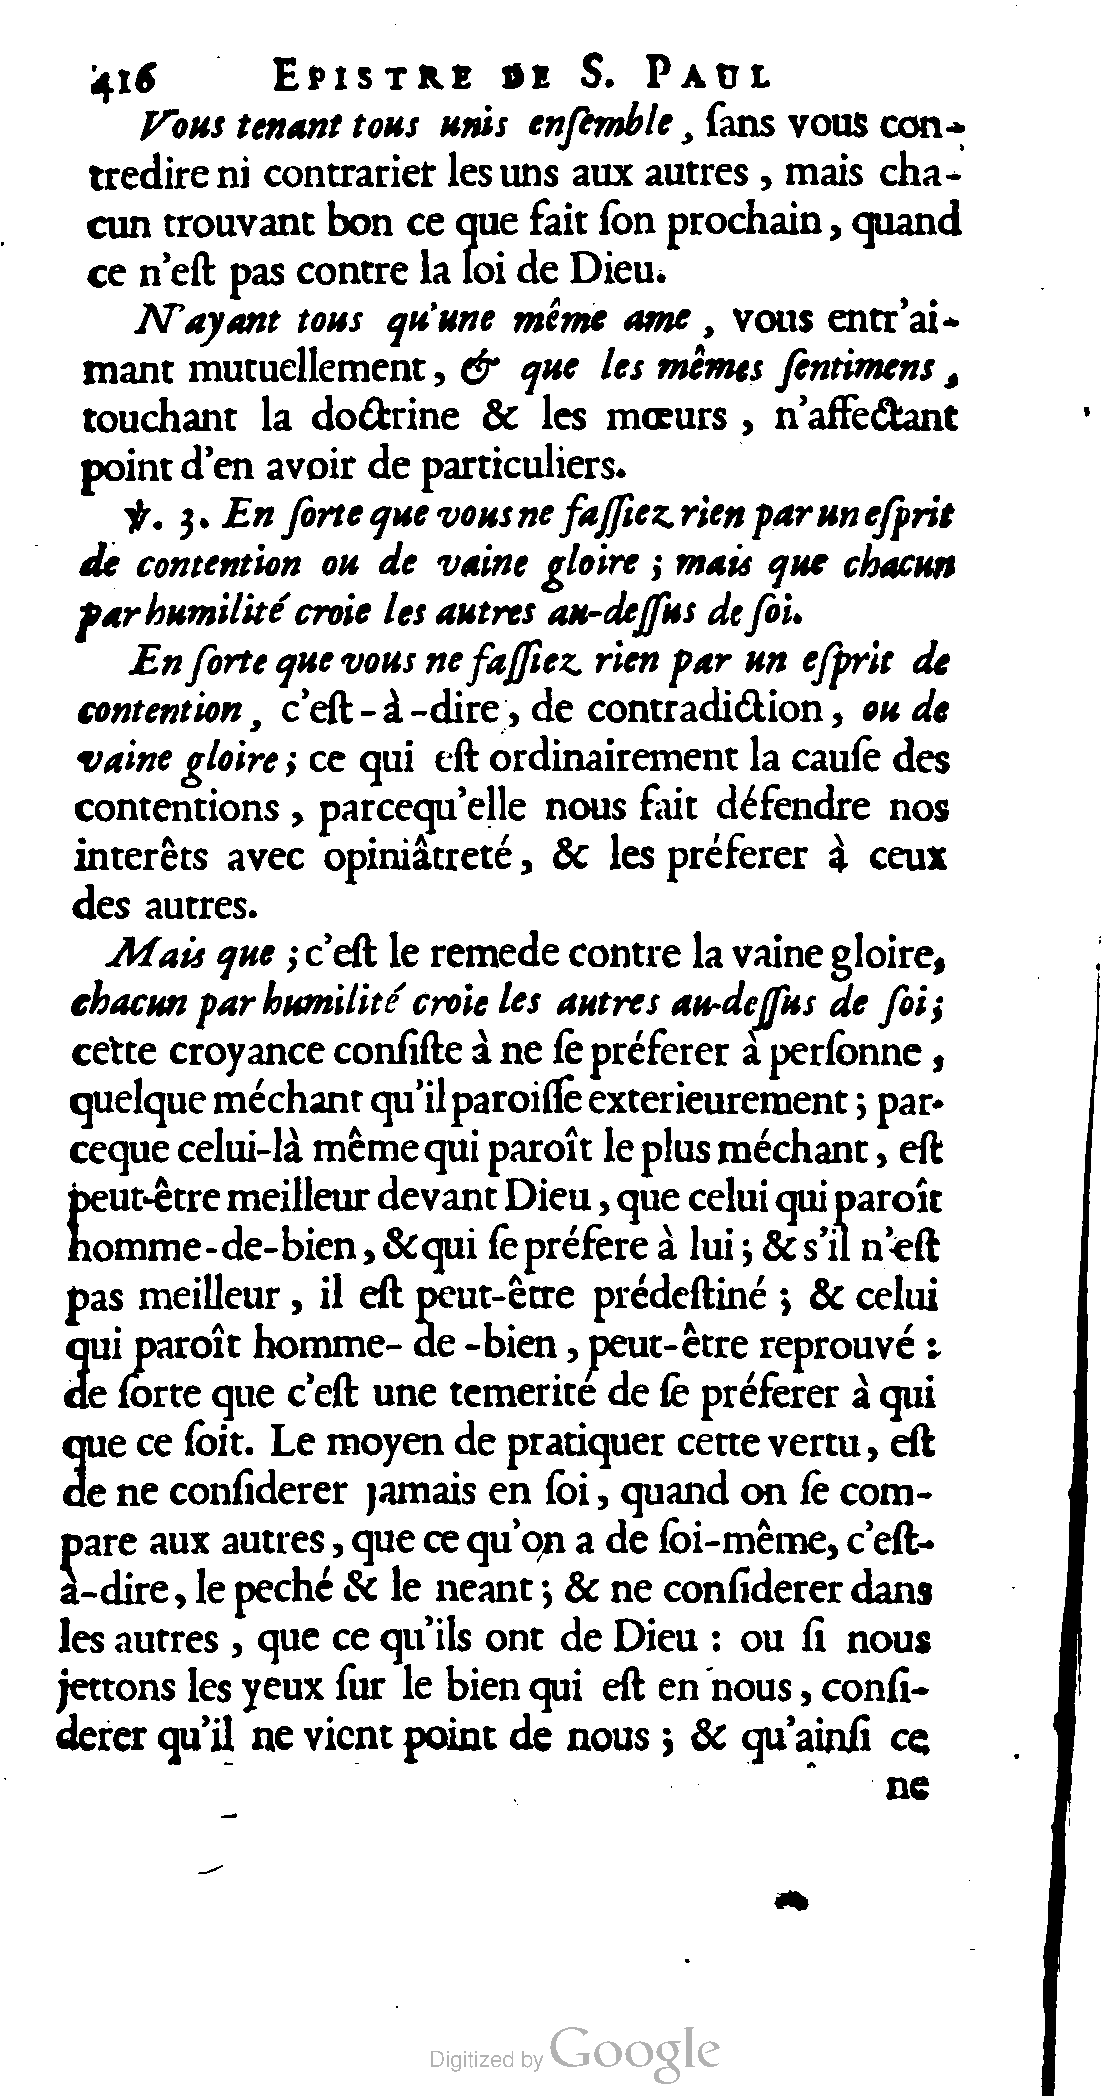 416 EPISTRE DE S. PAUL
Vous tenant tous unis enſemble, ſans vous con-
tredire ni contrarier les uns aux autres, mais cha-
cun trouvant bon ce que fait ſon prochain, quand
ce n'eſt pas contre la loi de Dieu.
N'ayant tous qu'une même ame, vous entr'ai-
mant mutuellement, & que les mêmes ſentimens,
touchant la doctrine & les mœurs, n'affectant
point d'en avoir de particuliers.
℣. 3. En ſorte que vous ne faſſiez rien par un eſprit
de contention ou de vaine gloire; mais que chacun
par humilité croie les autres au-deſſus de ſoi.
En ſorte que vous ne faſſiez rien par un eſprit de
contention, c'eſt-à-dire, de contradiction, ou de
vaine gloire; ce qui eſt ordinairement la cauſe des
contentions, parcequ'elle nous fait défendre nos
interêts avec opiniâtreté, & les préferer à ceux
des autres.
Mais que; c'eſt le remede contre la vaine gloire,
chacun par humilité croie les autres au-deſſus de ſoi;
cette croyance conſiſte à ne ſe préferer à perſonne,
quelque méchant qu'il paroiſſe exterieurement; par-
ceque celui-là même qui paroît le plus méchant, eſt
peut-être meilleur devant Dieu, que celui qui paroît
homme-de-bien, & qui ſe préfere à lui; & s'il n'eſt
pas meilleur, il eſt peut-être prédeſtiné; & celui
qui paroît homme-de-bien, peut-être reprouvé:
de ſorte que c'eſt une temerité de ſe préferer à qui
que ce ſoit. Le moyen de pratiquer cette vertu, eſt
de ne conſiderer jamais en ſoi, quand on ſe com-
pare aux autres, que ce qu'on a de ſoi-même, c'eſt-
à-dire, le peché & le neant; & ne conſiderer dans
les autres, que ce qu'ils ont de Dieu: ou ſi nous
jettons les yeux ſur le bien qui eſt en nous, conſi-
derer qu'il ne vient point de nous; & qu'ainſi ce
ne
Digitized by Google